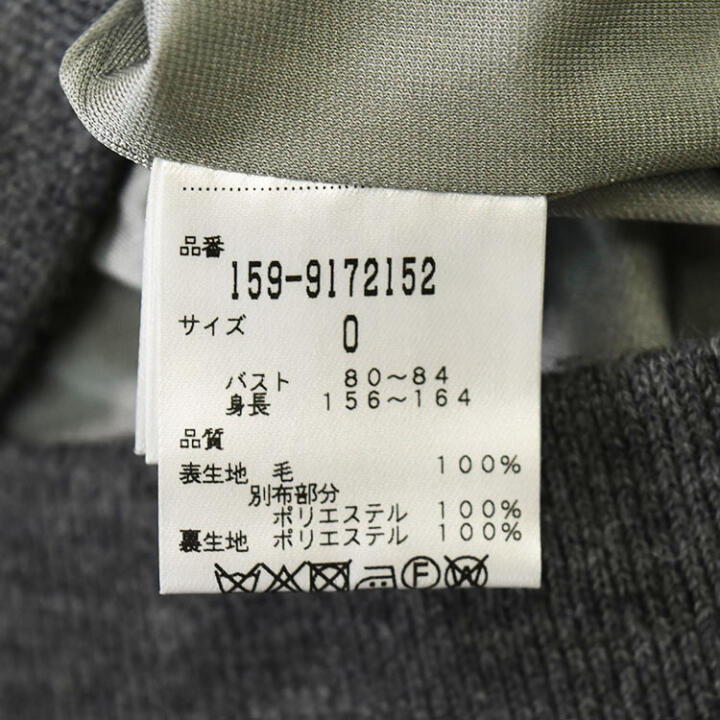 品番
159-9172152
サイズ 0
バスト 80~84
身長 156~164
品質
表生地 毛 100%
別布部分
ポリエステル 100%
裏生地 ポリエステル 100%
F W